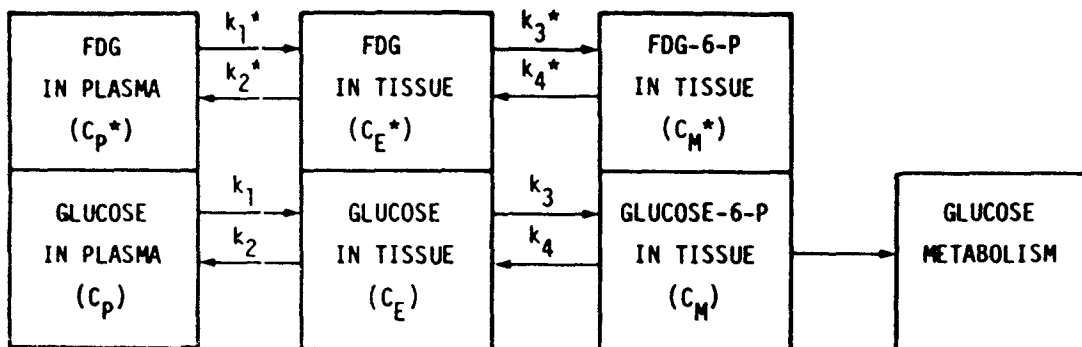 k1* k3*
FDG FDG FDG-6-P
k2* k4*
IN PLASMA IN TISSUE IN TISSUE
(CP*) (CE*) (CM*)
k1 k3
GLUCOSE GLUCOSE GLUCOSE-6-P GLUCOSE
k2 k4
IN PLASMA IN TISSUE IN TISSUE METABOLISM
(CP) (CE) (CM)